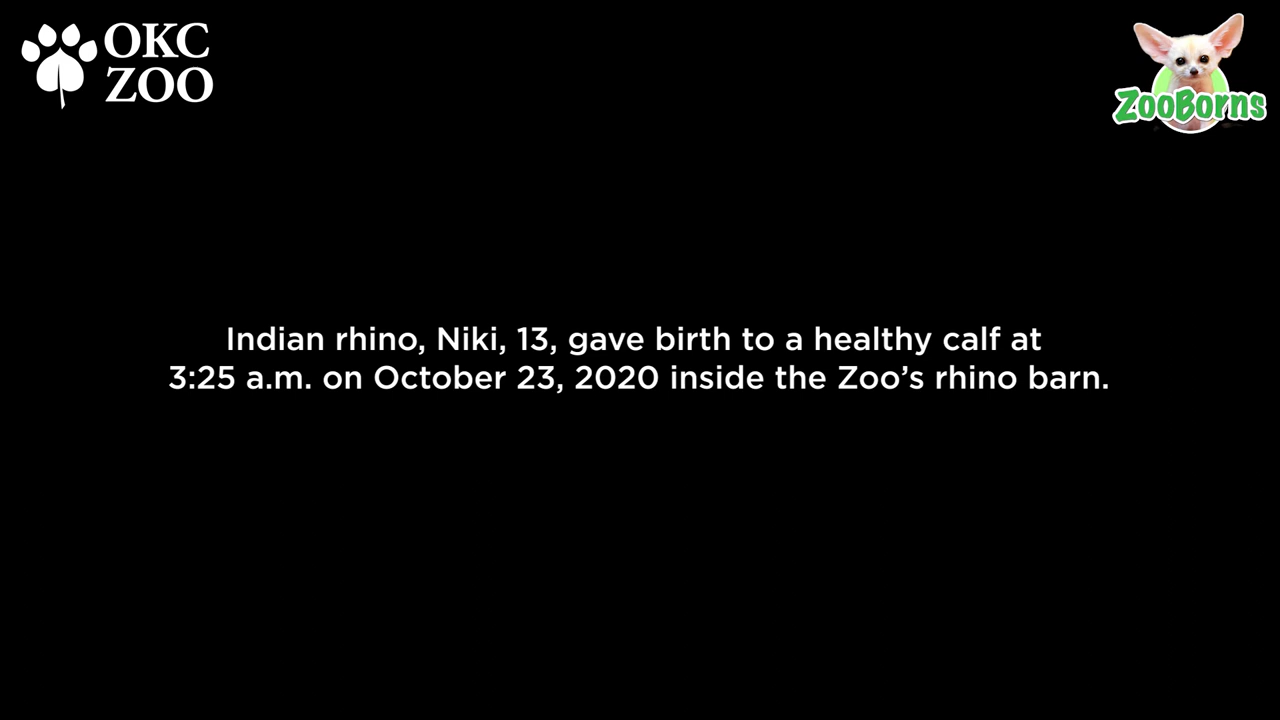 OKC
ZOO
ZooBorns
Indian rhino, Niki, 13, gave birth to a healthy calf at
3:25 a.m. on October 23, 2020 inside the Zoo’s rhino barn.